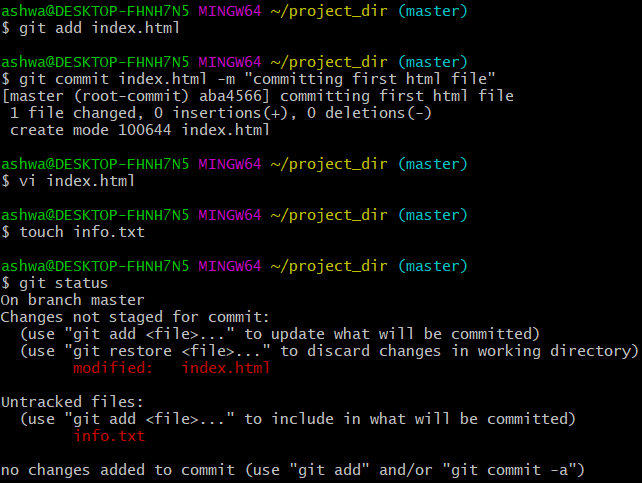 ashwa@DESKTOP-FHNH7N5 MINGW64 ~/project_dir (master)
$ git add index.html
ashwa@DESKTOP-FHNH7N5 MINGW64 ~/project_dir (master)
$ git commit index.html -m "committing first html file"
[master (root-commit) aba4566] committing first html file
 1 file changed, 0 insertions(+), 0 deletions(-)
 create mode 100644 index.html
ashwa@DESKTOP-FHNH7N5 MINGW64 ~/project_dir (master)
$ vi index.html
ashwa@DESKTOP-FHNH7N5 MINGW64 ~/project_dir (master)
$ touch info.txt
ashwa@DESKTOP-FHNH7N5 MINGW64 ~/project_dir (master)
$ git status
On branch master
Changes not staged for commit:
  (use "git add <file>..." to update what will be committed)
  (use "git restore <file>..." to discard changes in working directory)
        modified:   index.html
Untracked files:
  (use "git add <file>..." to include in what will be committed)
        info.txt
no changes added to commit (use "git add" and/or "git commit -a")